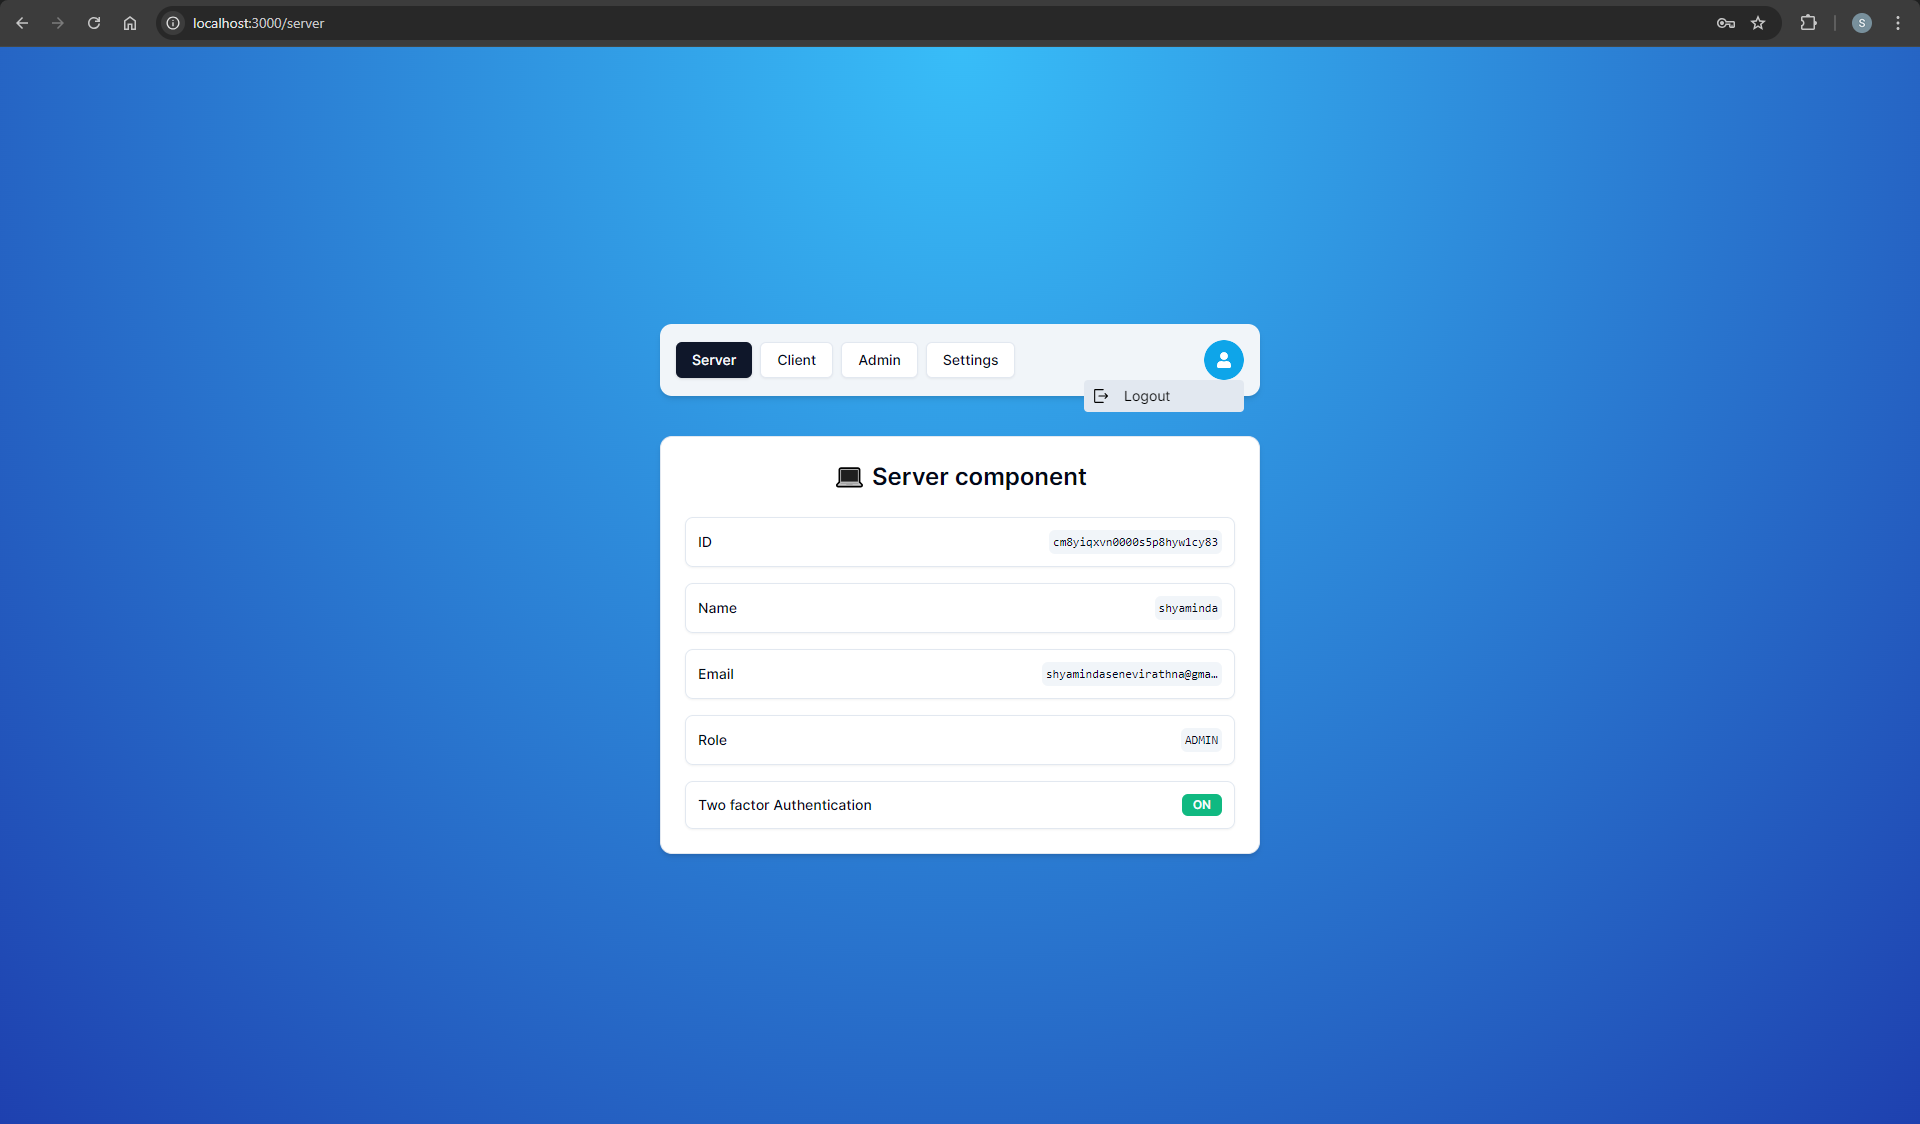 localhost:3000/server
S
Server Client Admin Settings
Logout
Server component
ID cm8yiqxvn0000s5p8hyw1cy83
Name shyaminda
Email shyamindasenevirathna@gma…
Role ADMIN
Two factor Authentication ON